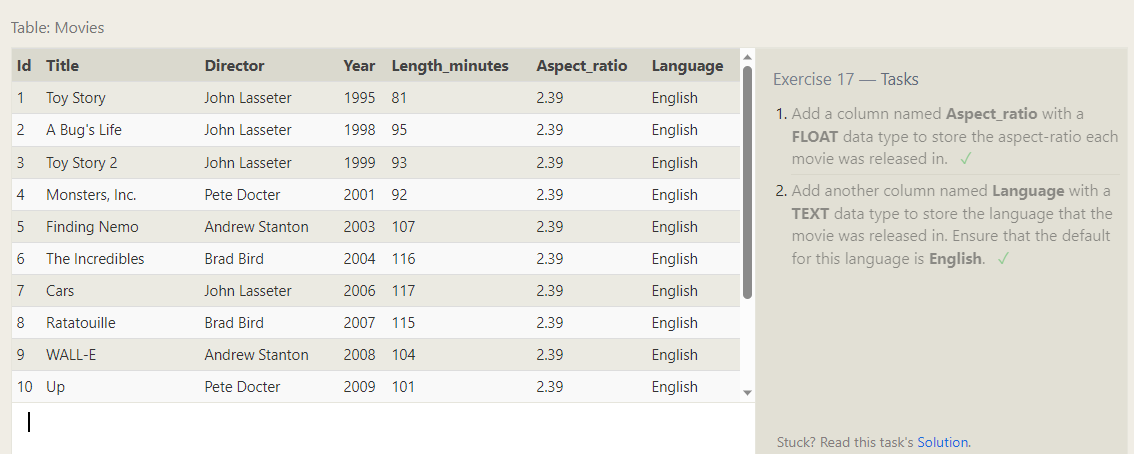 Table: Movies
Id Title Director Year Length_minutes Aspect_ratio Language
1 Toy Story John Lasseter 1995 81 2.39 English
2 A Bug's Life John Lasseter 1998 95 2.39 English
3 Toy Story 2 John Lasseter 1999 93 2.39 English
4 Monsters, Inc. Pete Docter 2001 92 2.39 English
5 Finding Nemo Andrew Stanton 2003 107 2.39 English
6 The Incredibles Brad Bird 2004 116 2.39 English
7 Cars John Lasseter 2006 117 2.39 English
8 Ratatouille Brad Bird 2007 115 2.39 English
9 WALL-E Andrew Stanton 2008 104 2.39 English
10 Up Pete Docter 2009 101 2.39 English
Exercise 17 — Tasks
1. Add a column named Aspect_ratio with a
FLOAT data type to store the aspect-ratio each
movie was released in. ✓
2. Add another column named Language with a
TEXT data type to store the language that the
movie was released in. Ensure that the default
for this language is English. ✓
Stuck? Read this task's Solution.